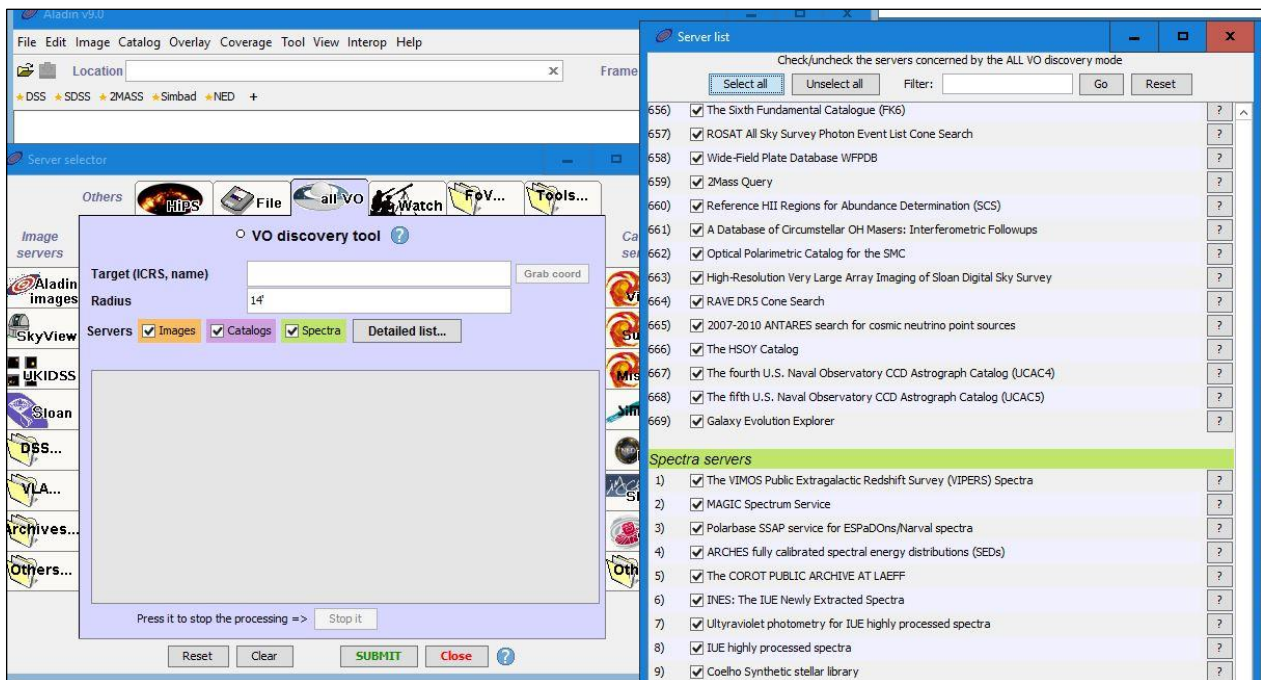 Aladin v9.0
File Edit Image Catalog Overlay Coverage Tool View Interop Help
Location
Frame
DSS SDSS 2MASS Simbad NED +
Server selector
Others HiPS File all VO Watch FoV... Tools...
Image servers
Aladin images
SkyView
UKIDSS
Sloan
DSS...
VLA...
Archives...
Others...
VO discovery tool ?
Target (ICRS, name) Grab coord
Radius 14'
Servers Images Catalogs Spectra Detailed list...
Press it to stop the processing => Stop it
Reset Clear SUBMIT Close ?
Server list
Check/uncheck the servers concerned by the ALL VO discovery mode
Select all Unselect all Filter: Go Reset
656) The Sixth Fundamental Catalogue (FK6) ?
657) ROSAT All Sky Survey Photon Event List Cone Search ?
658) Wide-Field Plate Database WFPDB ?
659) 2Mass Query ?
660) Reference HII Regions for Abundance Determination (SCS) ?
661) A Database of Circumstellar OH Masers: Interferometric Followups ?
662) Optical Polarimetric Catalog for the SMC ?
663) High-Resolution Very Large Array Imaging of Sloan Digital Sky Survey ?
664) RAVE DR5 Cone Search ?
665) 2007-2010 ANTARES search for cosmic neutrino point sources ?
666) The HSOY Catalog ?
667) The fourth U.S. Naval Observatory CCD Astrograph Catalog (UCAC4) ?
668) The fifth U.S. Naval Observatory CCD Astrograph Catalog (UCAC5) ?
669) Galaxy Evolution Explorer ?
Spectra servers
1) The VIMOS Public Extragalactic Redshift Survey (VIPERS) Spectra ?
2) MAGIC Spectrum Service ?
3) Polarbase SSAP service for ESPaDOns/Narval spectra ?
4) ARCHES fully calibrated spectral energy distributions (SEDs) ?
5) The COROT PUBLIC ARCHIVE AT LAEFF ?
6) INES: The IUE Newly Extracted Spectra ?
7) Ultyraviolet photometry for IUE highly processed spectra ?
8) IUE highly processed spectra ?
9) Coelho Synthetic stellar library ?